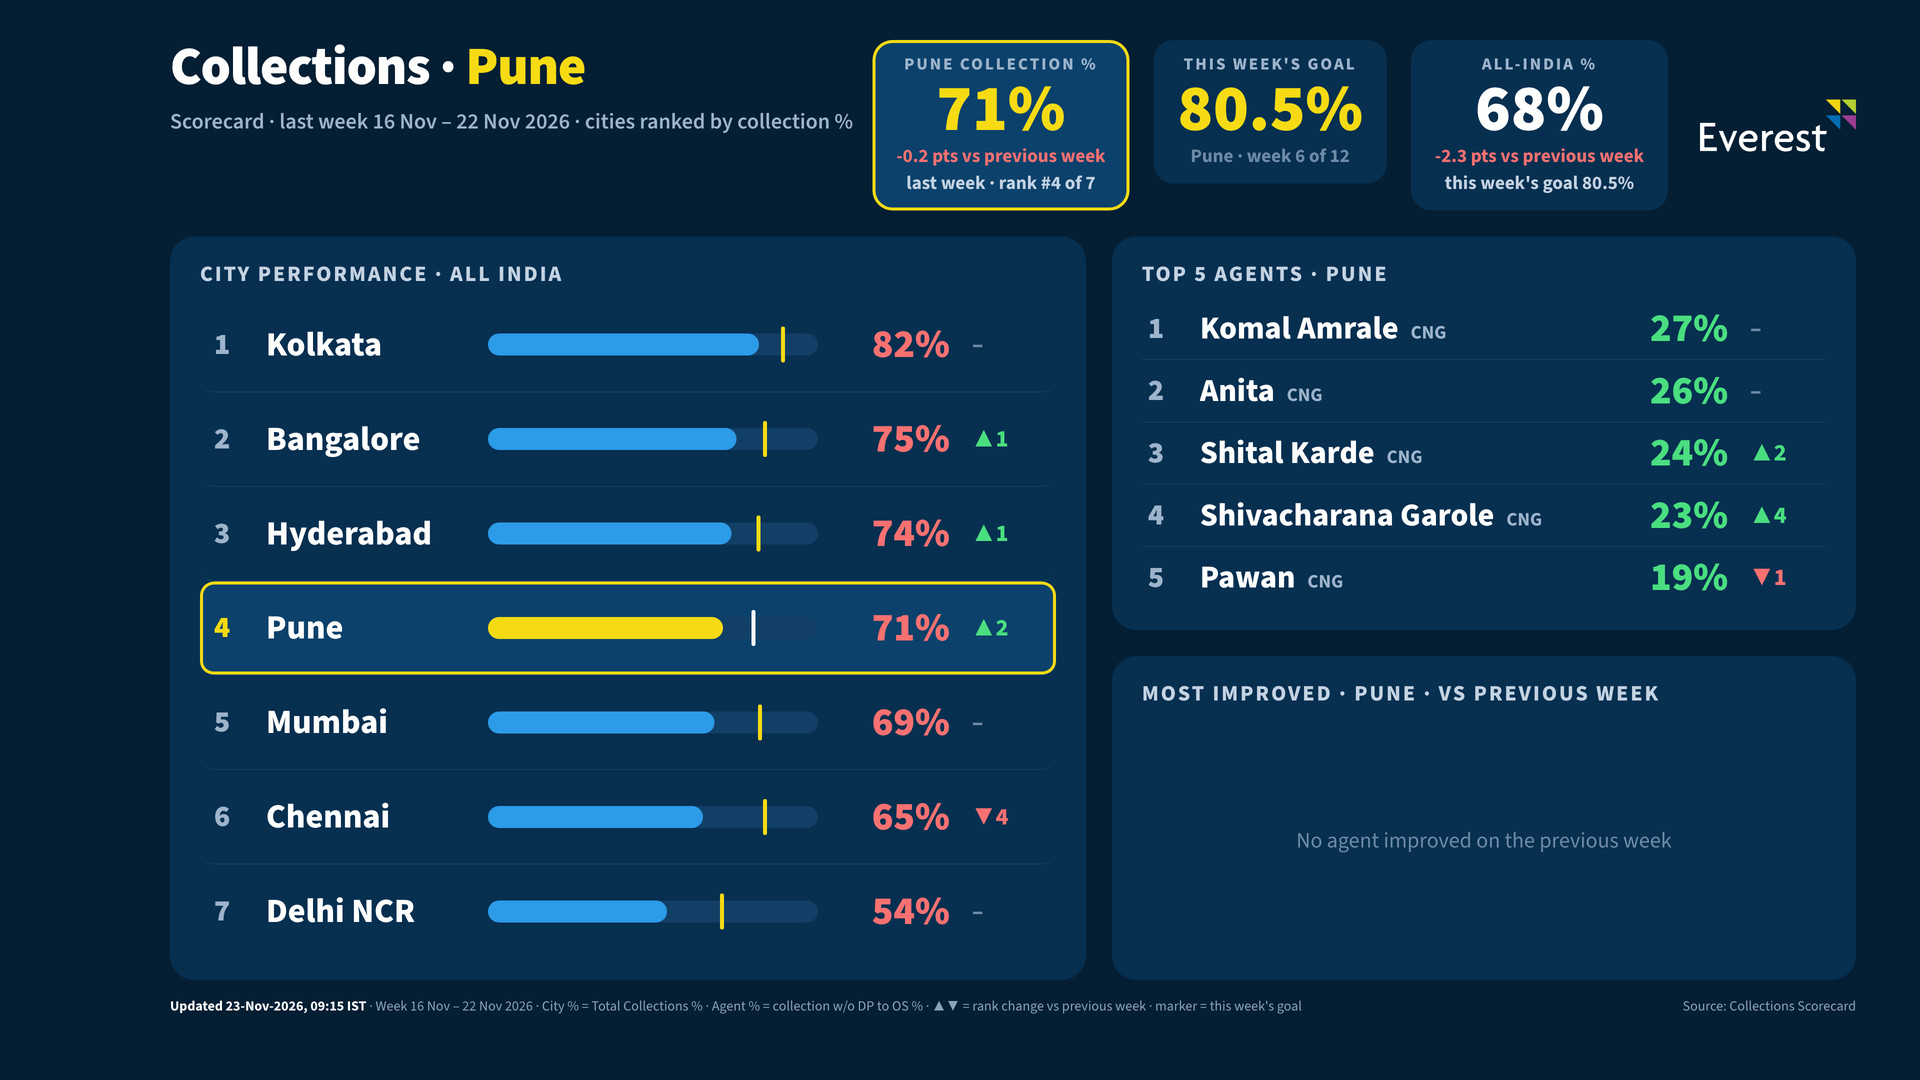 Collections · Pune
Scorecard · last week 16 Nov – 22 Nov 2026 · cities ranked by collection %
PUNE COLLECTION %
71%
-0.2 pts vs previous week
last week · rank #4 of 7
THIS WEEK'S GOAL
80.5%
Pune · week 6 of 12
ALL-INDIA %
68%
-2.3 pts vs previous week
this week's goal 80.5%
Everest
CITY PERFORMANCE · ALL INDIA
1 Kolkata 82% –
2 Bangalore 75% ▲1
3 Hyderabad 74% ▲1
4 Pune 71% ▲2
5 Mumbai 69% –
6 Chennai 65% ▼4
7 Delhi NCR 54% –
TOP 5 AGENTS · PUNE
1 Komal Amrale CNG 27% –
2 Anita CNG 26% –
3 Shital Karde CNG 24% ▲2
4 Shivacharana Garole CNG 23% ▲4
5 Pawan CNG 19% ▼1
MOST IMPROVED · PUNE · VS PREVIOUS WEEK
No agent improved on the previous week
Updated 23-Nov-2026, 09:15 IST · Week 16 Nov – 22 Nov 2026 · City % = Total Collections % · Agent % = collection w/o DP to OS % · ▲▼ = rank change vs previous week · marker = this week's goal
Source: Collections Scorecard